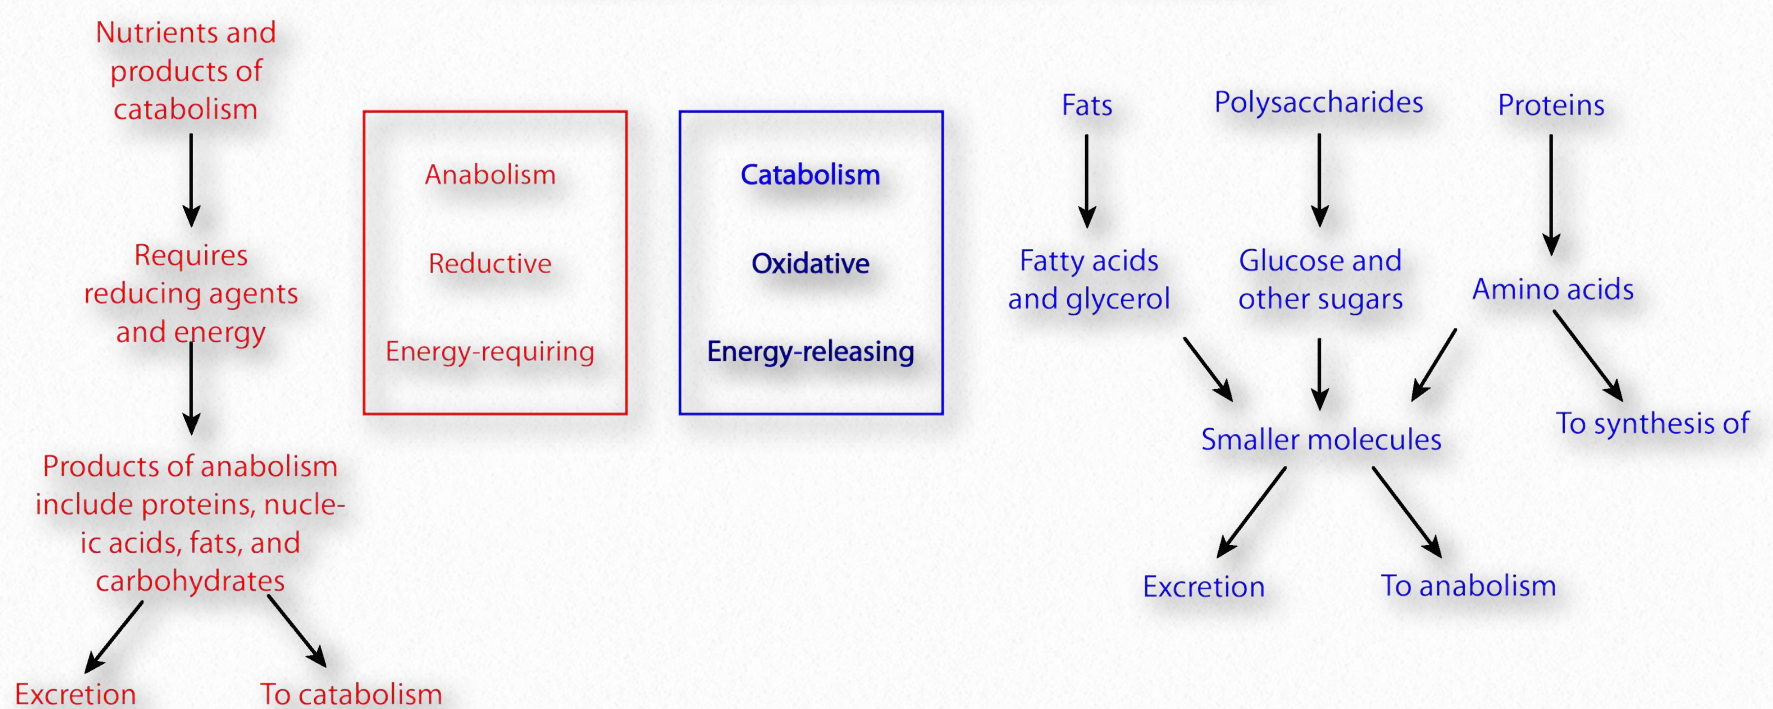 Nutrients and
products of
catabolism
Requires
reducing agents
and energy
Products of anabolism
include proteins, nucle-
ic acids, fats, and
carbohydrates
Excretion
To catabolism
Anabolism
Reductive
Energy-requiring
Catabolism
Oxidative
Energy-releasing
Fats
Polysaccharides
Proteins
Fatty acids
and glycerol
Glucose and
other sugars
Amino acids
Smaller molecules
To synthesis of
Excretion
To anabolism